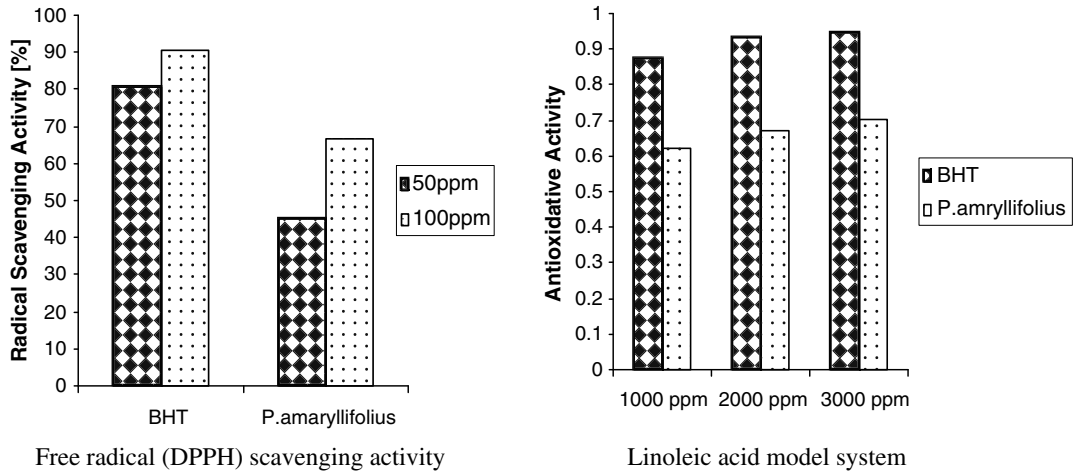 Radical Scavenging Activity [%]
100
90
80
70
60
50
40
30
20
10
0
BHT
P.amaryllifolius
50ppm
100ppm
Free radical (DPPH) scavenging activity
Antioxidative Activity
1
0.9
0.8
0.7
0.6
0.5
0.4
0.3
0.2
0.1
0
1000 ppm
2000 ppm
3000 ppm
BHT
P.amryllifolius
Linoleic acid model system